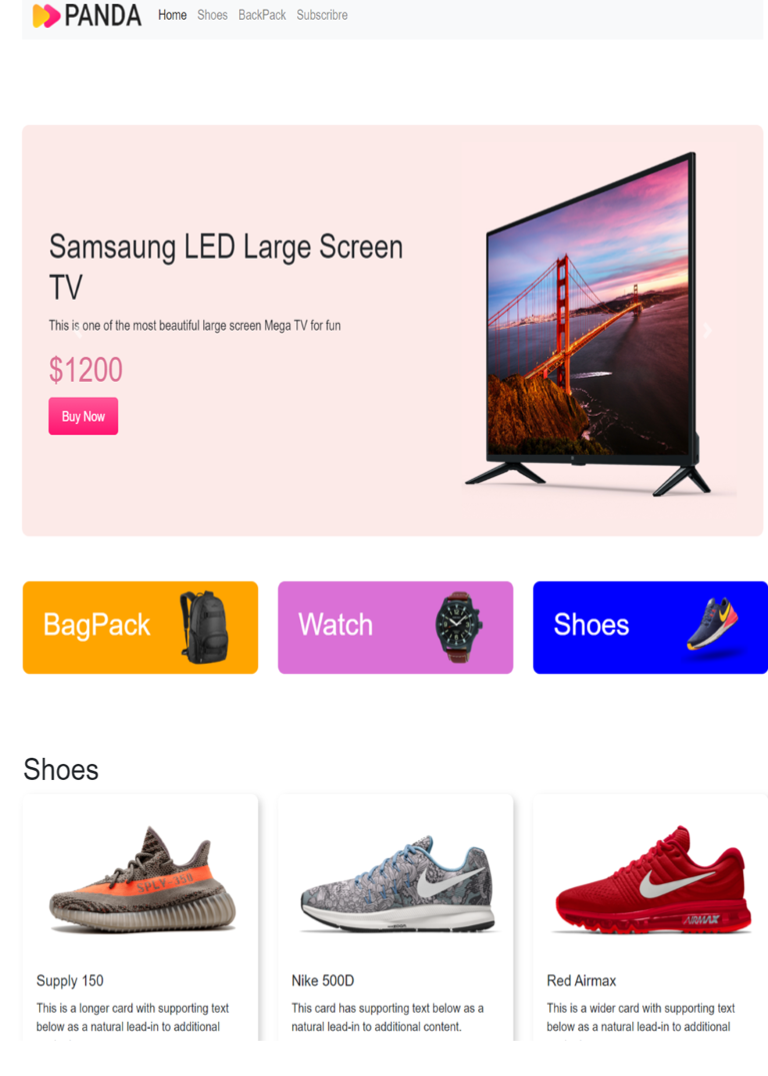 PANDA Home Shoes BackPack Subscribre
Samsaung LED Large Screen
TV
This is one of the most beautiful large screen Mega TV for fun
$1200
Buy Now
BagPack
Watch
Shoes
Shoes
SPLY 350
AIRMAX
Supply 150
This is a longer card with supporting text
below as a natural lead-in to additional
Nike 500D
This card has supporting text below as a
natural lead-in to additional content.
Red Airmax
This is a wider card with supporting text
below as a natural lead-in to additional